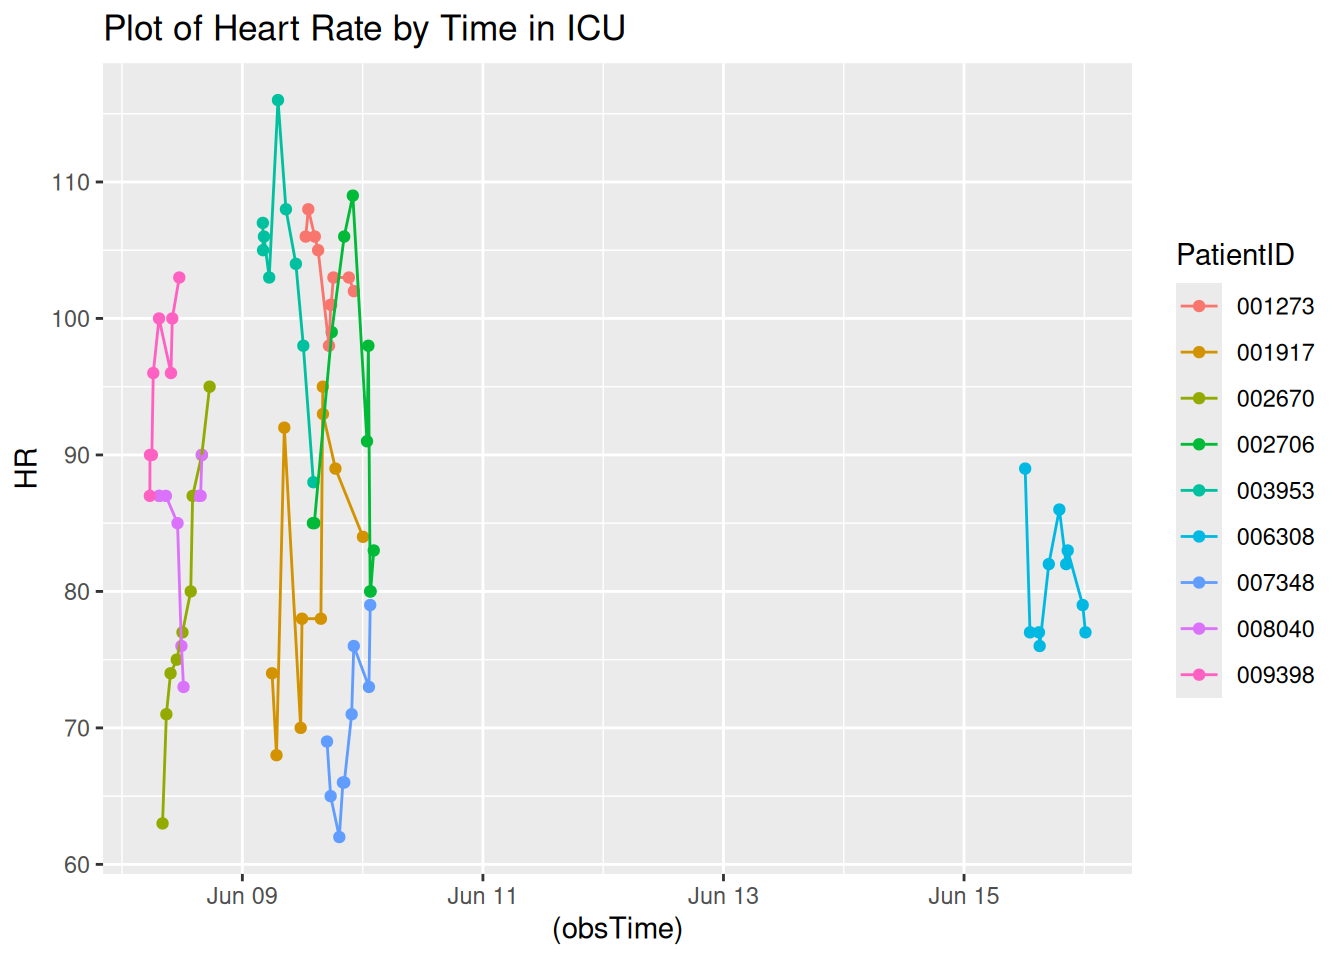 Plot of Heart Rate by Time in ICU
110
100
90
80
70
60
HR
Jun 09
Jun 11
Jun 13
Jun 15
(obsTime)
PatientID
001273
001917
002670
002706
003953
006308
007348
008040
009398